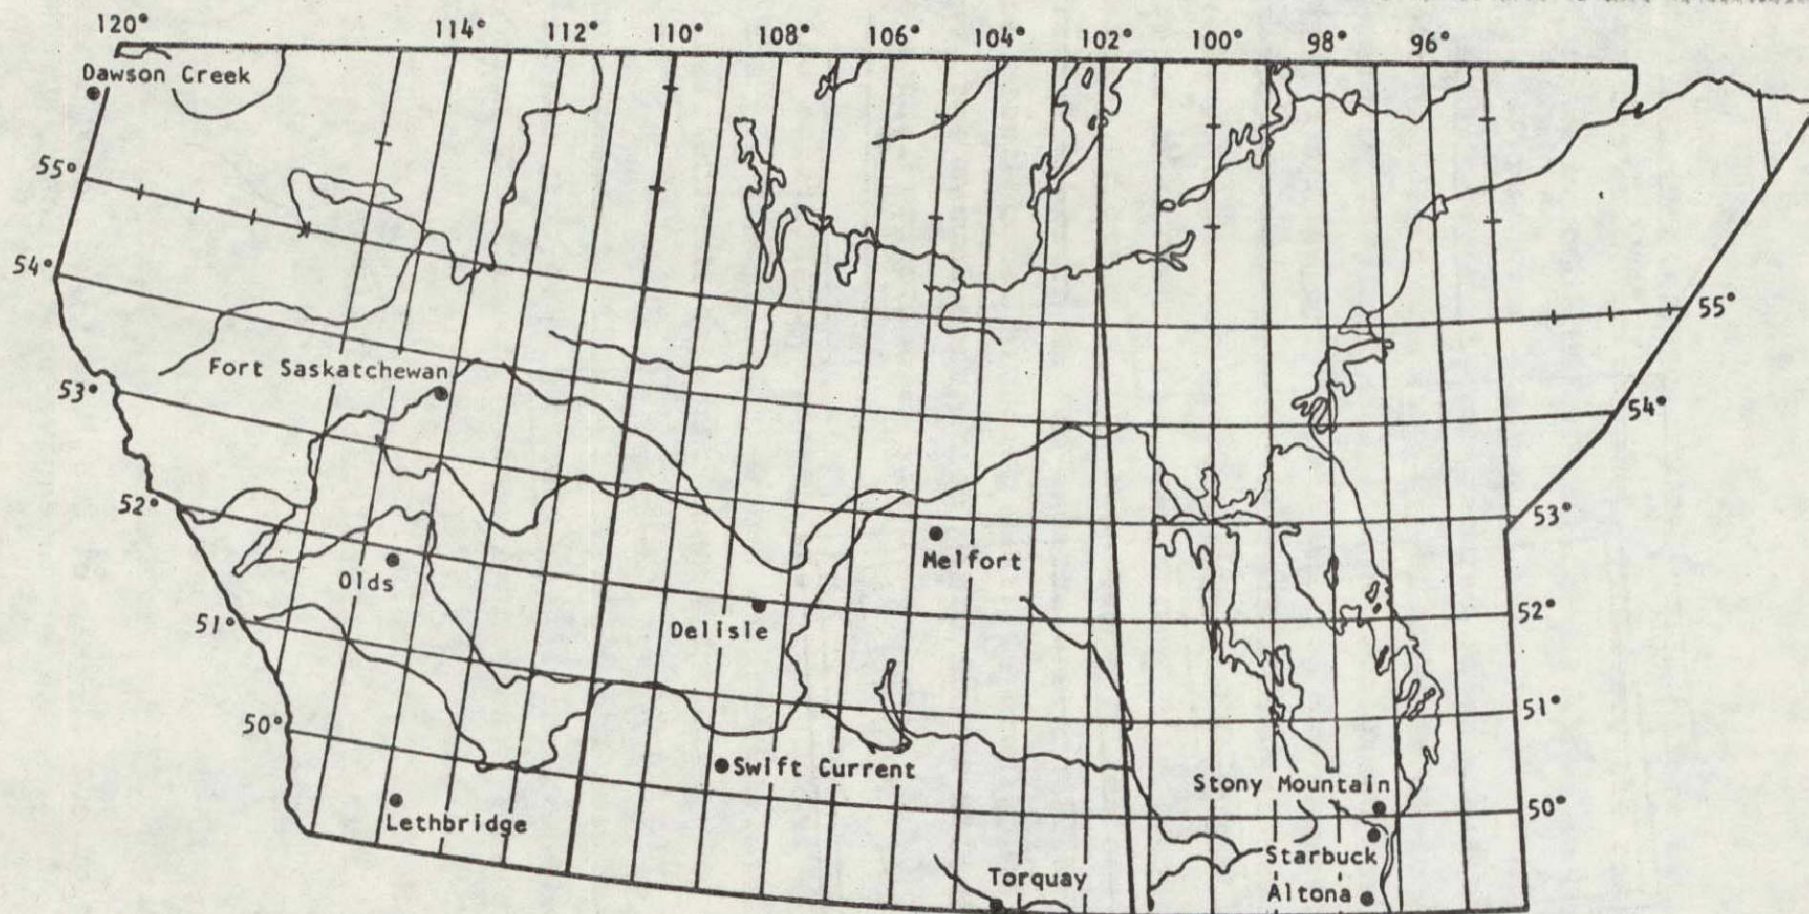 120° 114° 112° 110° 108° 106° 104° 102° 100° 98° 96°
Dawson Creek
55°
54°
55°
Fort Saskatchewan
53°
54°
52°
53°
Melfort
Olds
52°
51°
Delisle
51°
50°
Swift Current
Stony Mountain
50°
Lethbridge
Starbuck
Torquay
Altona